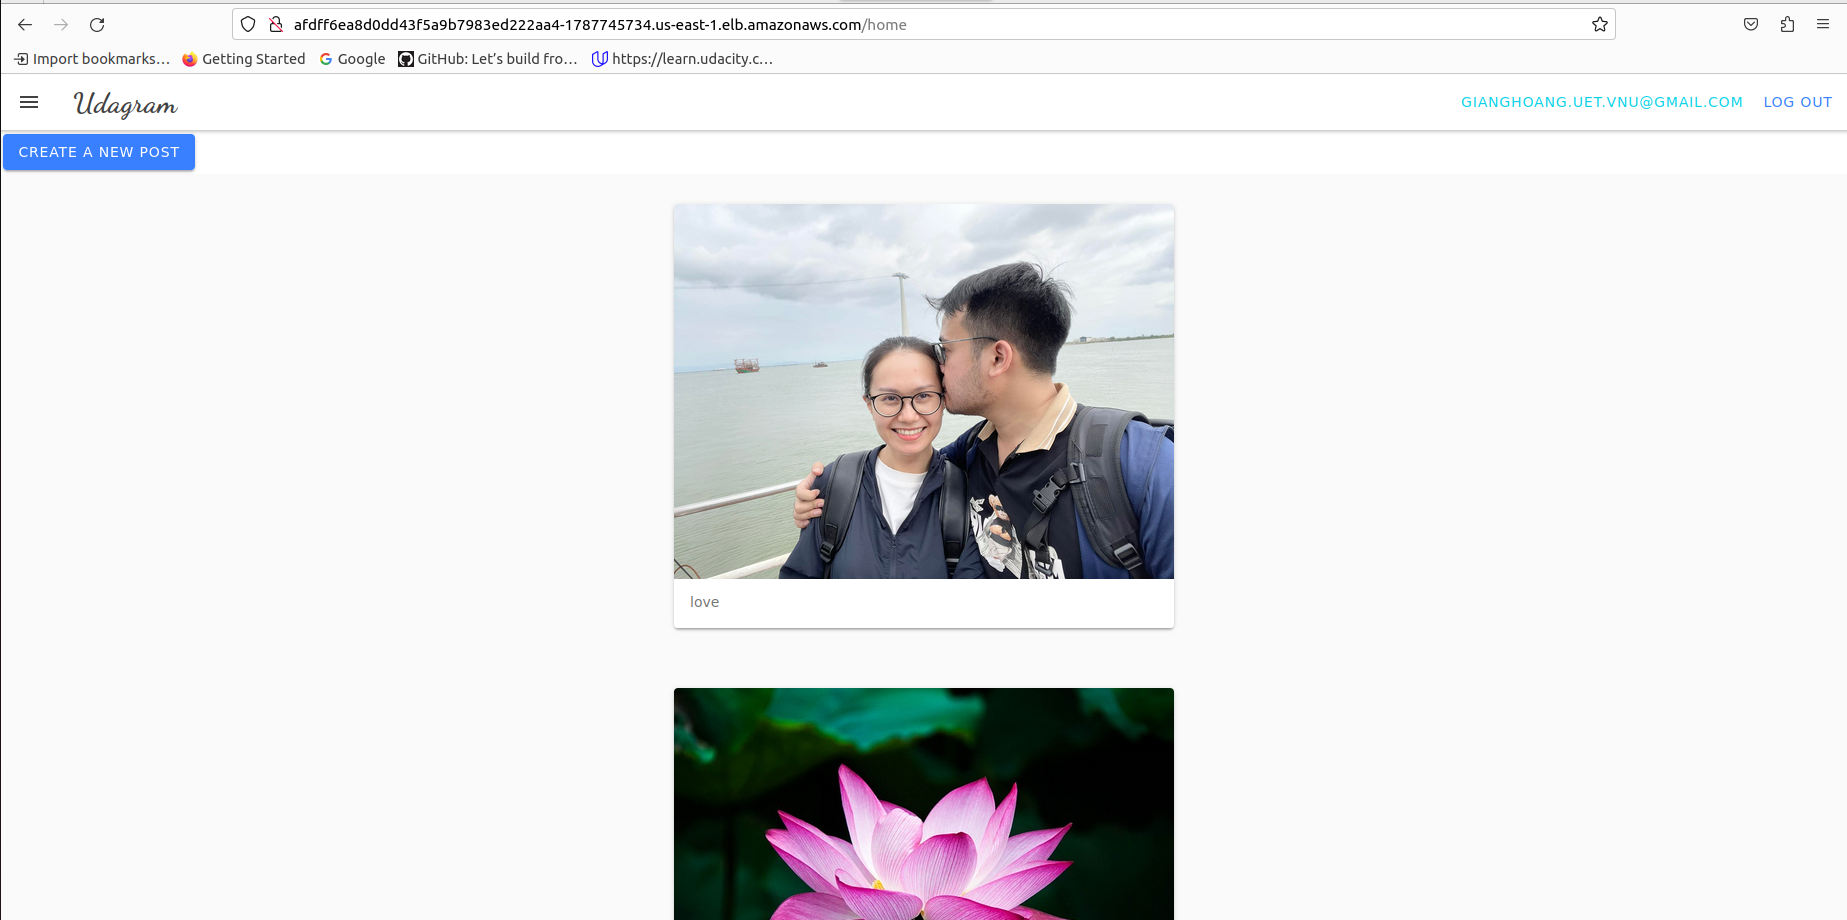 afdff6ea8d0dd43f5a9b7983ed222aa4-1787745734.us-east-1.elb.amazonaws.com/home
Import bookmarks... Getting Started Google GitHub: Let's build fro... https://learn.udacity.c...
Udagram GIANGHOANG.UET.VNU@GMAIL.COM LOG OUT
CREATE A NEW POST
love